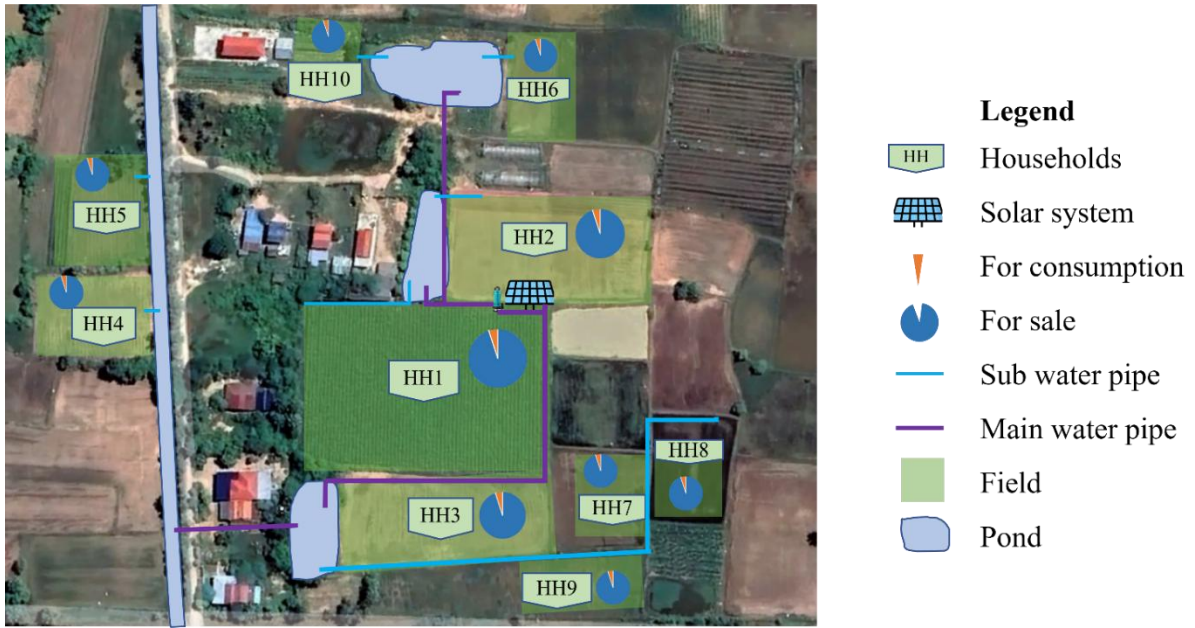 HH10
HH6
HH5
HH2
HH4
HH1
HH8
HH7
HH3
HH9
Legend
HH
Households
Solar system
For consumption
For sale
Sub water pipe
Main water pipe
Field
Pond